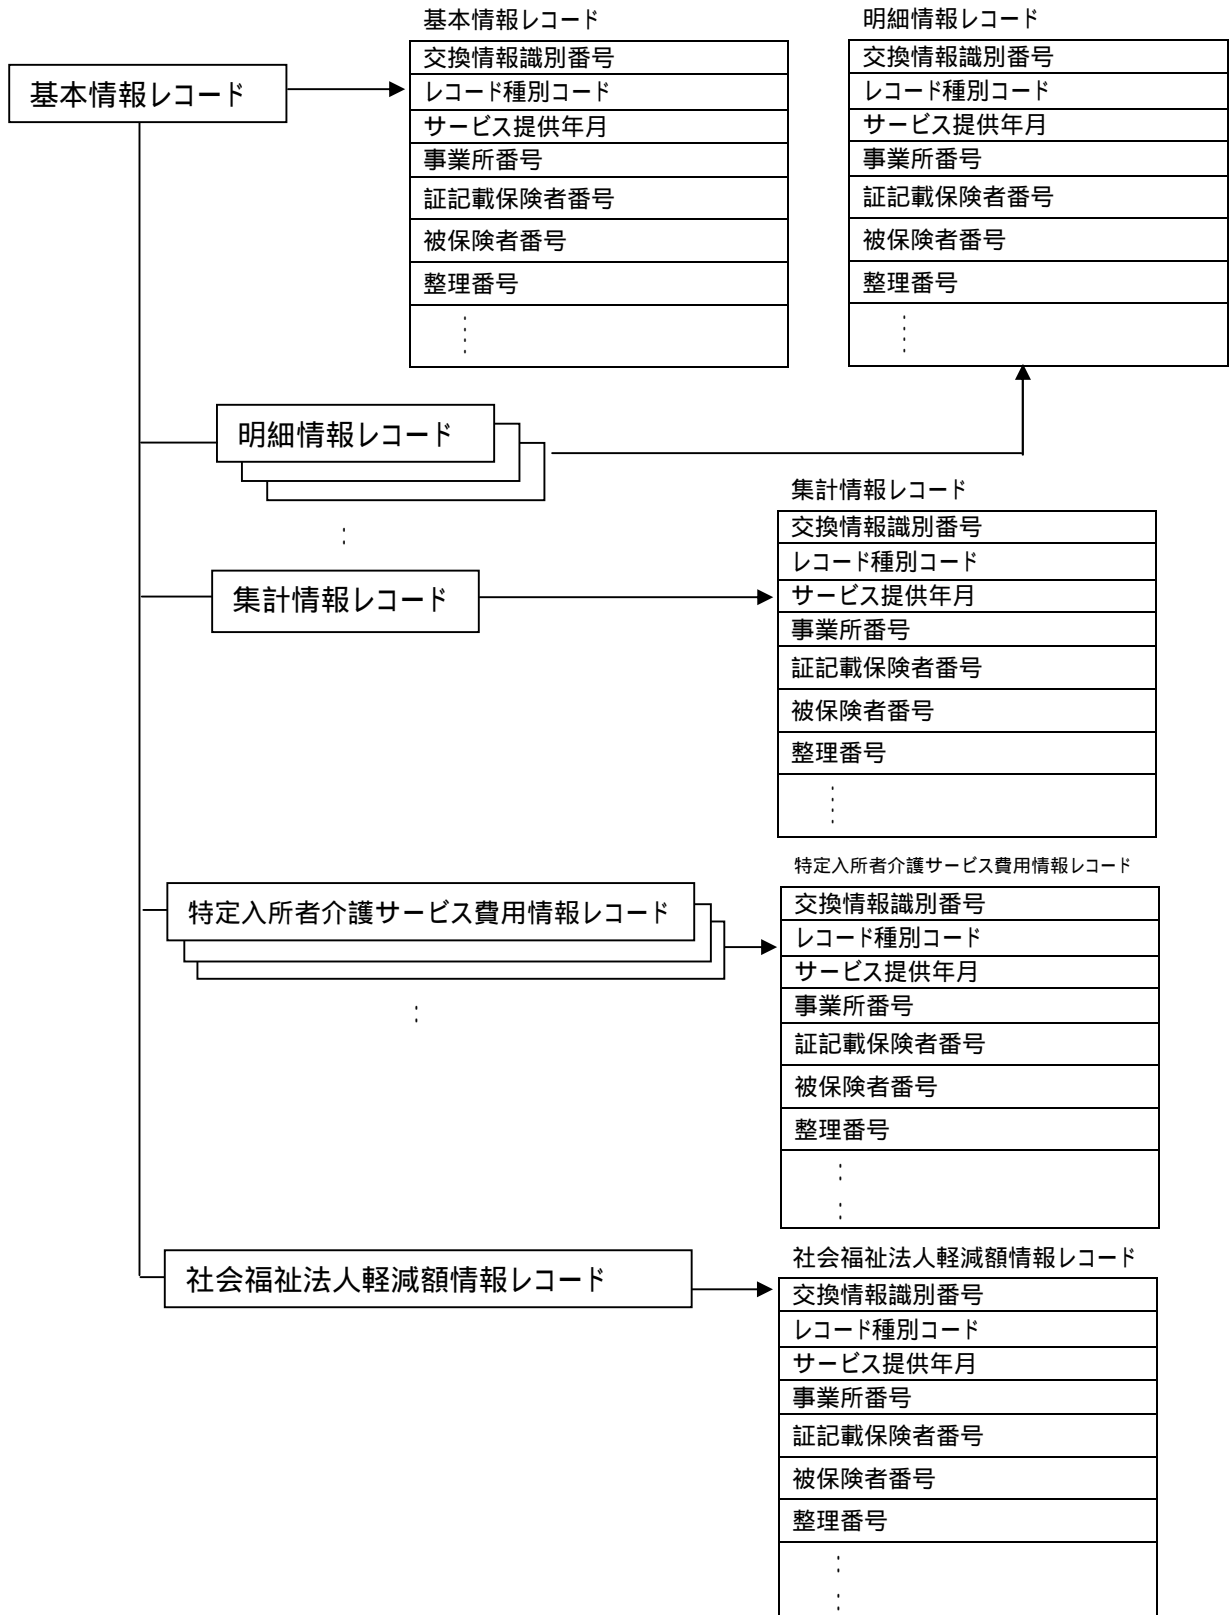 基本情報レコード
基本情報レコード
交換情報識別番号
レコード種別コード
サービス提供年月
事業所番号
証記載保険者番号
被保険者番号
整理番号
明細情報レコード
交換情報識別番号
レコード種別コード
サービス提供年月
事業所番号
証記載保険者番号
被保険者番号
整理番号
明細情報レコード
集計情報レコード
集計情報レコード
交換情報識別番号
レコード種別コード
サービス提供年月
事業所番号
証記載保険者番号
被保険者番号
整理番号
特定入所者介護サービス費用情報レコード
特定入所者介護サービス費用情報レコード
交換情報識別番号
レコード種別コード
サービス提供年月
事業所番号
証記載保険者番号
被保険者番号
整理番号
社会福祉法人軽減額情報レコード
社会福祉法人軽減額情報レコード
交換情報識別番号
レコード種別コード
サービス提供年月
事業所番号
証記載保険者番号
被保険者番号
整理番号